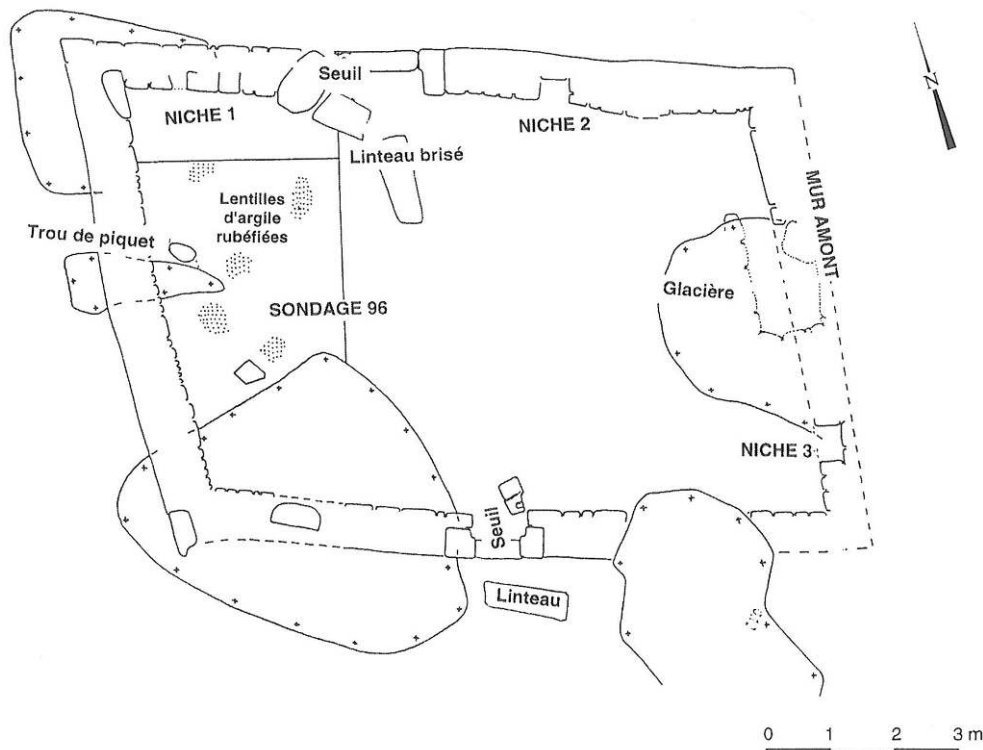 Seuil
N
NICHE 1
NICHE 2
Linteau brisé
MUR AMONT
Lentilles
d'argile
rubéfiées
Trou de piquet
Glacière
SONDAGE 96
NICHE 3
Seuil
Linteau
0 1 2 3 m